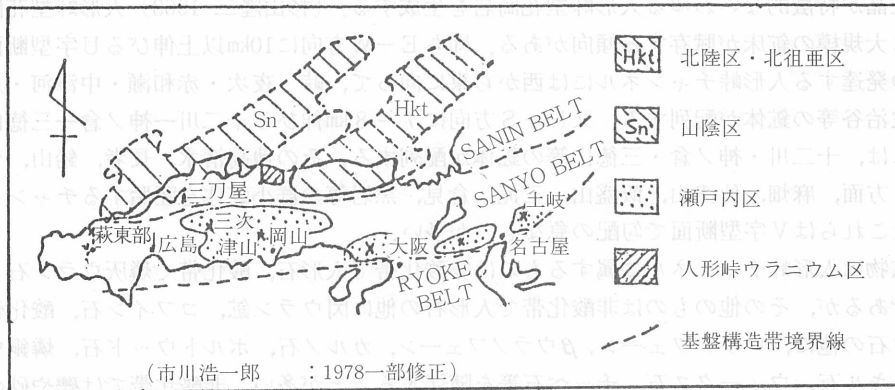 Hkt 北陸区・北狙亜区
Sn 山陰区
瀬戸内区
人形峠ウラニウム区
基盤構造帯境界線
Sn
Hkt
SANIN BELT
SANYO BELT
三刀屋
三次
土岐
萩東部
広島
津山
岡山
大阪
名古屋
RYOKE
BELT
(市川浩一郎 :1978一部修正)